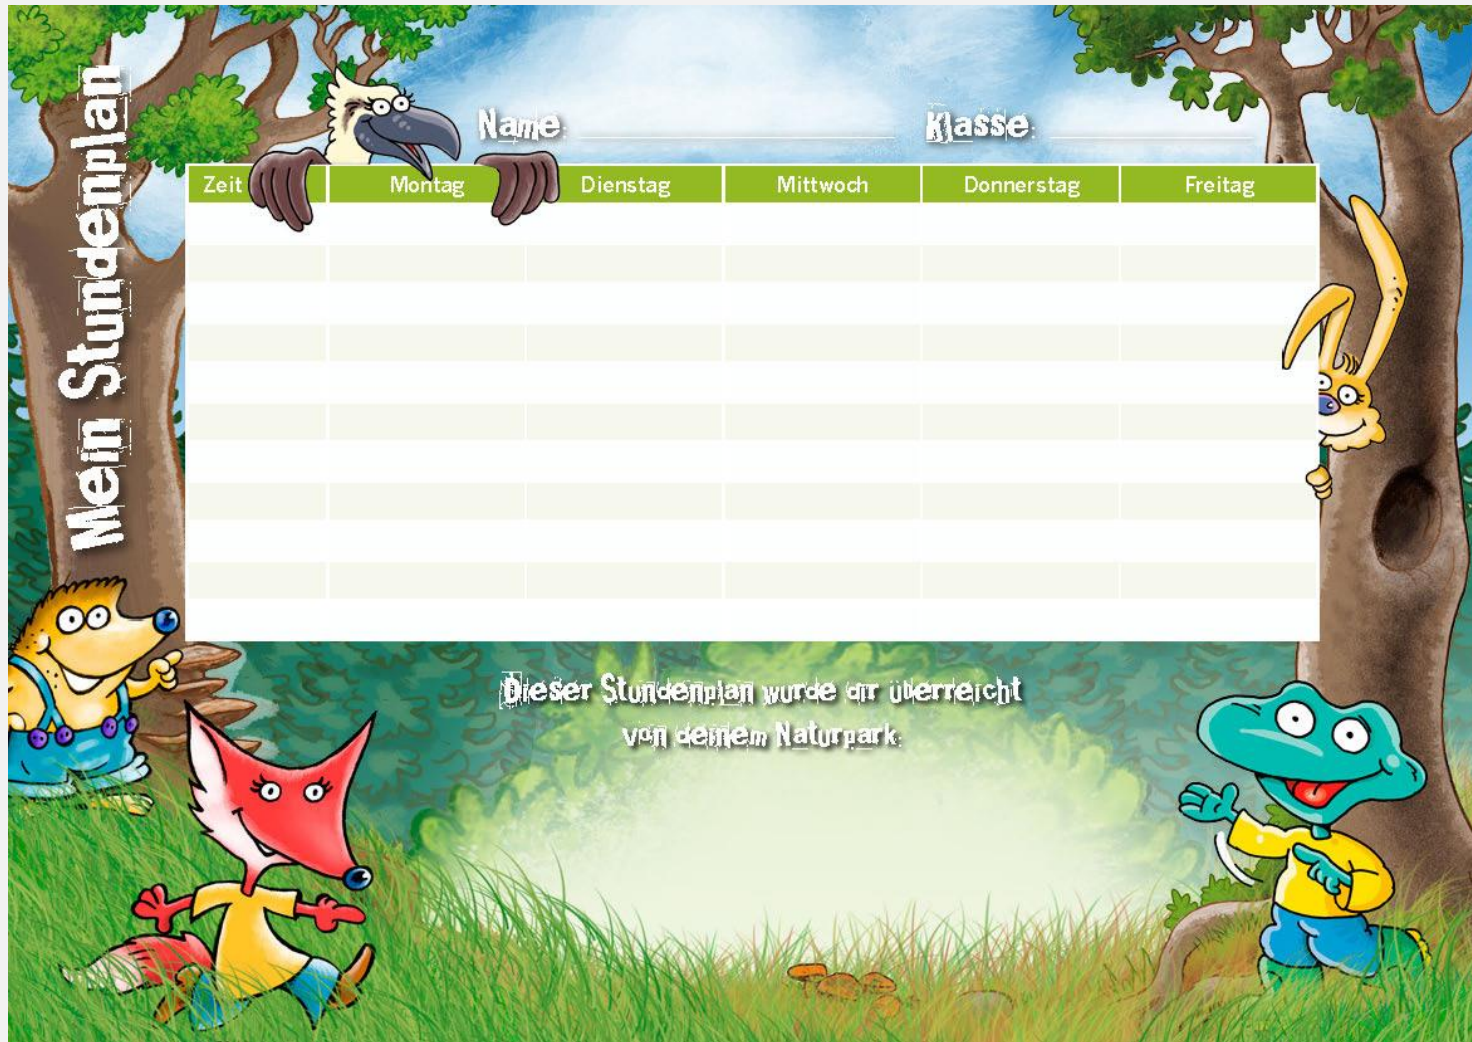 Mein Stundenplan
Name: Klasse:
Zeit Montag Dienstag Mittwoch Donnerstag Freitag
Dieser Stundenplan wurde dir überreicht
von deinem Naturpark: